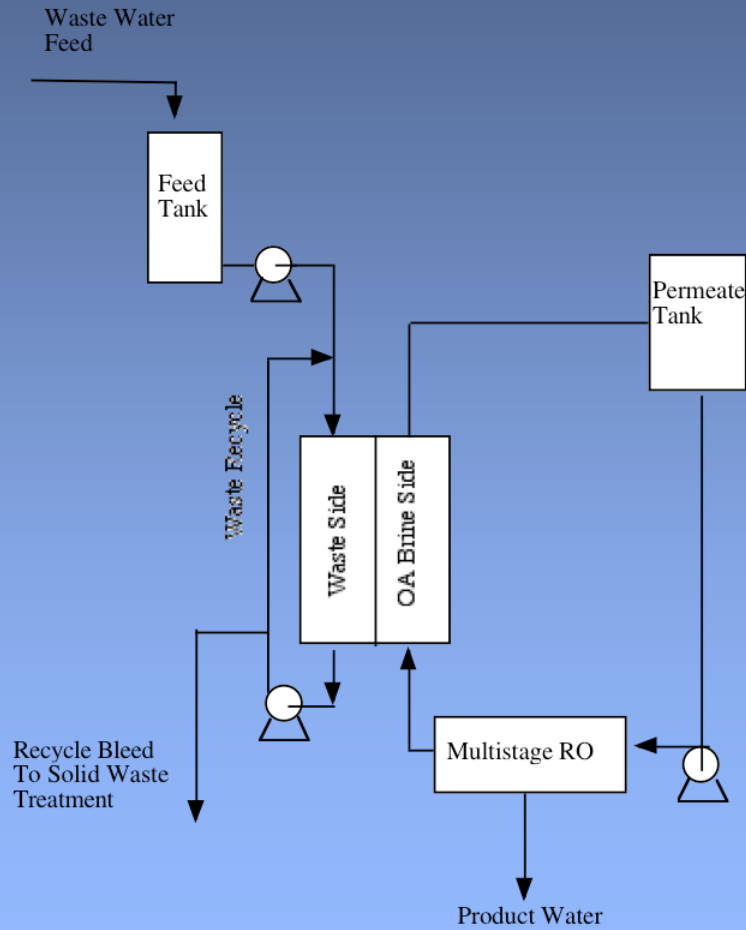 Waste Water
Feed
Feed
Tank
Permeate
Tank
Waste Recycle
Waste Side
OA Brine Side
Multistage RO
Recycle Bleed
To Solid Waste
Treatment
Product Water